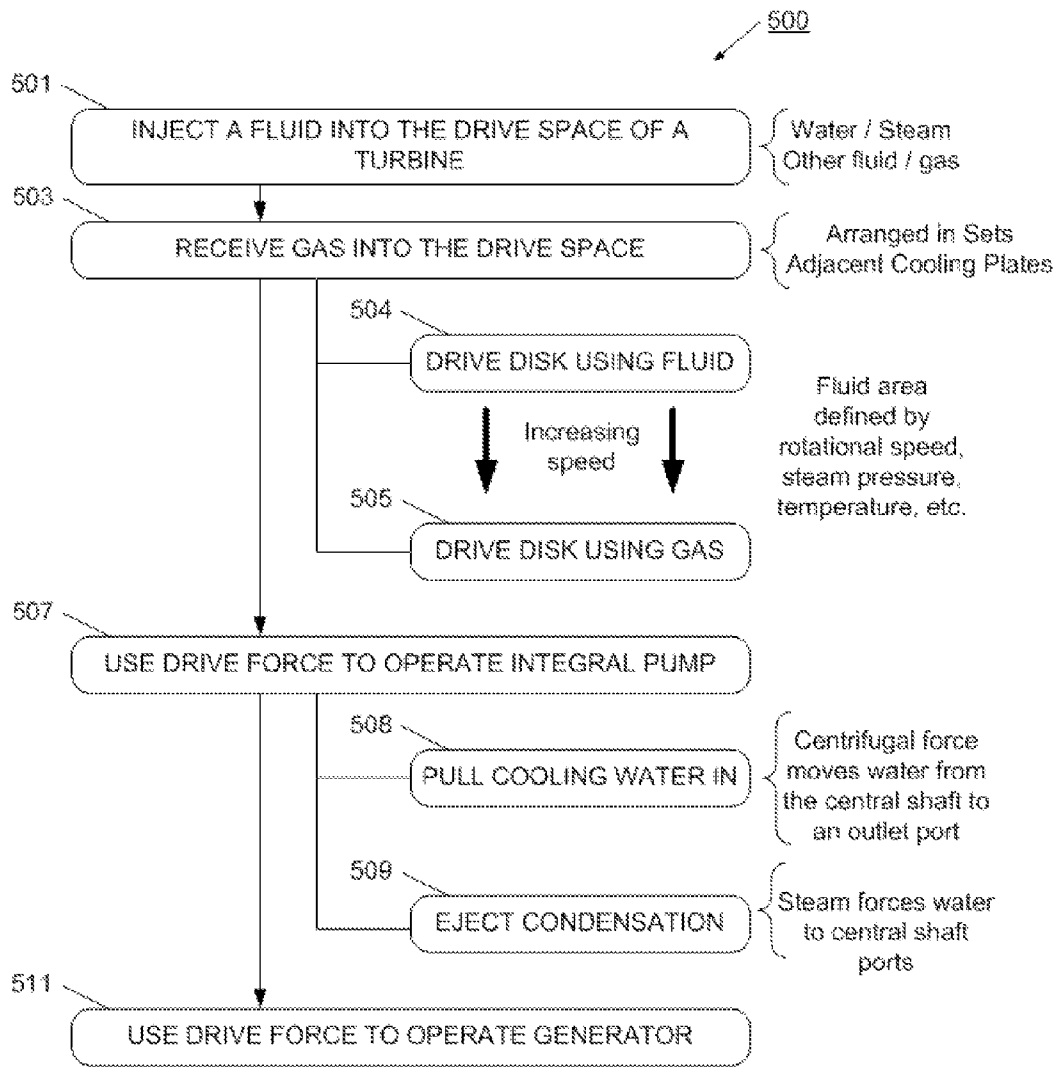 500
501
INJECT A FLUID INTO THE DRIVE SPACE OF A
TURBINE
Water / Steam
Other fluid / gas
503
RECEIVE GAS INTO THE DRIVE SPACE
Arranged in Sets
Adjacent Cooling Plates
504
DRIVE DISK USING FLUID
Increasing
speed
Fluid area
defined by
rotational speed,
steam pressure,
temperature, etc.
505
DRIVE DISK USING GAS
507
USE DRIVE FORCE TO OPERATE INTEGRAL PUMP
508
PULL COOLING WATER IN
Centrifugal force
moves water from
the central shaft to
an outlet port
509
EJECT CONDENSATION
Steam forces water
to central shaft
ports
511
USE DRIVE FORCE TO OPERATE GENERATOR